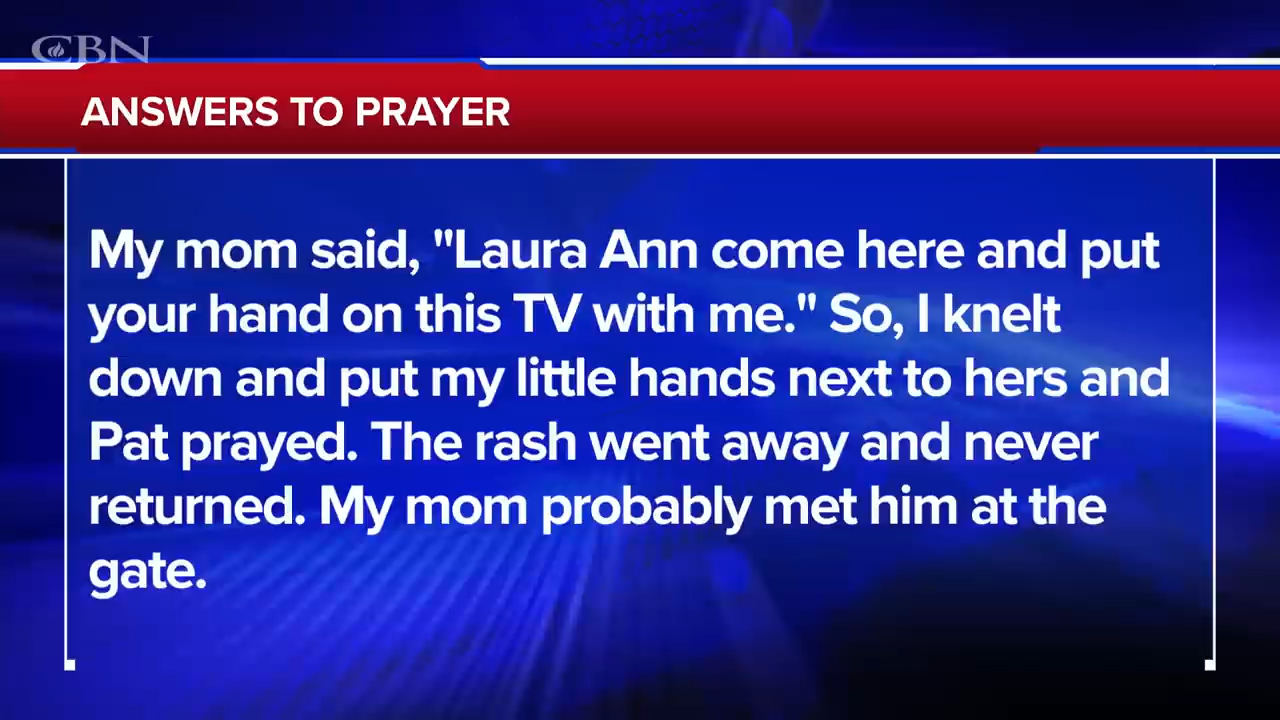 CBN
ANSWERS TO PRAYER
My mom said, "Laura Ann come here and put
your hand on this TV with me." So, I knelt
down and put my little hands next to hers and
Pat prayed. The rash went away and never
returned. My mom probably met him at the
gate.